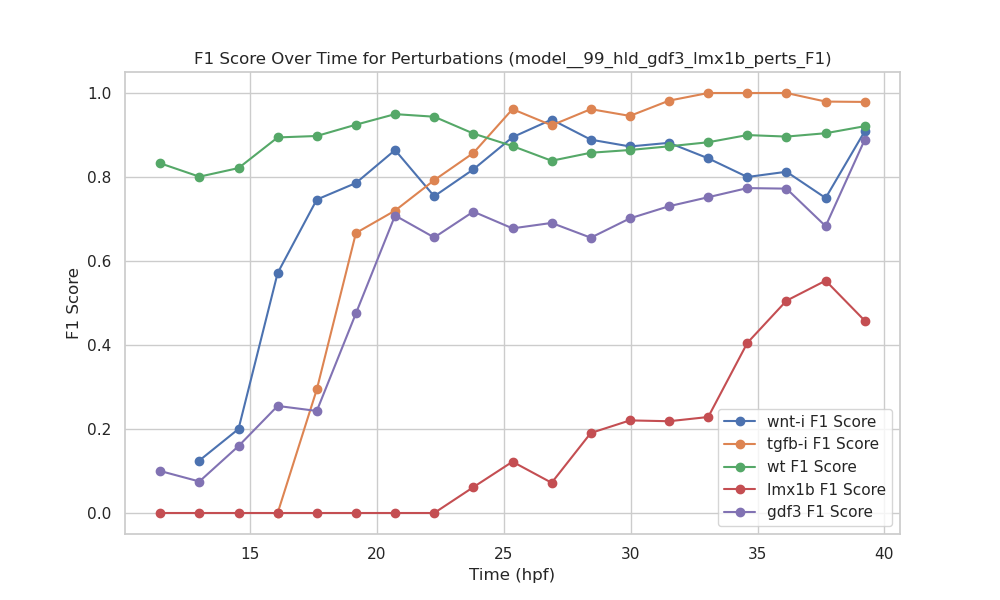 F1 Score Over Time for Perturbations (model__99_hld_gdf3_lmx1b_perts_F1)
F1 Score
1.0
0.8
0.6
0.4
0.2
0.0
15
20
25
30
35
40
Time (hpf)
wnt-i F1 Score
tgfb-i F1 Score
wt F1 Score
lmx1b F1 Score
gdf3 F1 Score